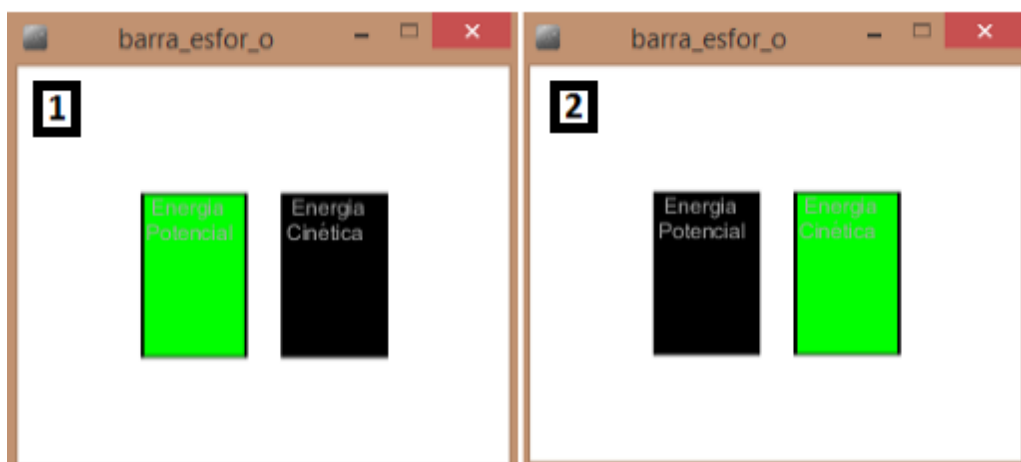 barra_esfor_o
1
Energia
Potencial
Energia
Cinética
barra_esfor_o
2
Energia
Potencial
Energia
Cinética